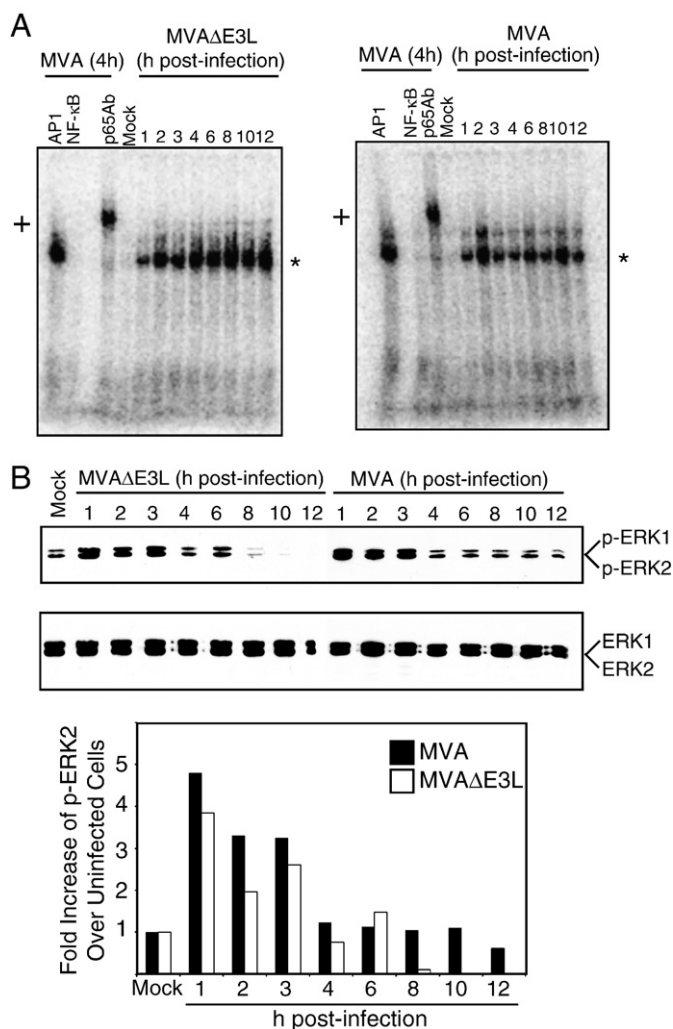 A
MVAΔE3L
MVA (4h) (h post-infection)
AP1 NF-κB p65Ab Mock 1 2 3 4 6 8 10 12
+
*
MVA
MVA (4h) (h post-infection)
AP1 NF-κB p65Ab Mock 1 2 3 4 6 8 10 12
+
*
B
Mock MVAΔE3L (h post-infection) MVA (h post-infection)
1 2 3 4 6 8 10 12 1 2 3 4 6 8 10 12
p-ERK1
p-ERK2
ERK1
ERK2
Fold Increase of p-ERK2
Over Uninfected Cells
5
4
3
2
1
MVA
MVAΔE3L
Mock 1 2 3 4 6 8 10 12
h post-infection